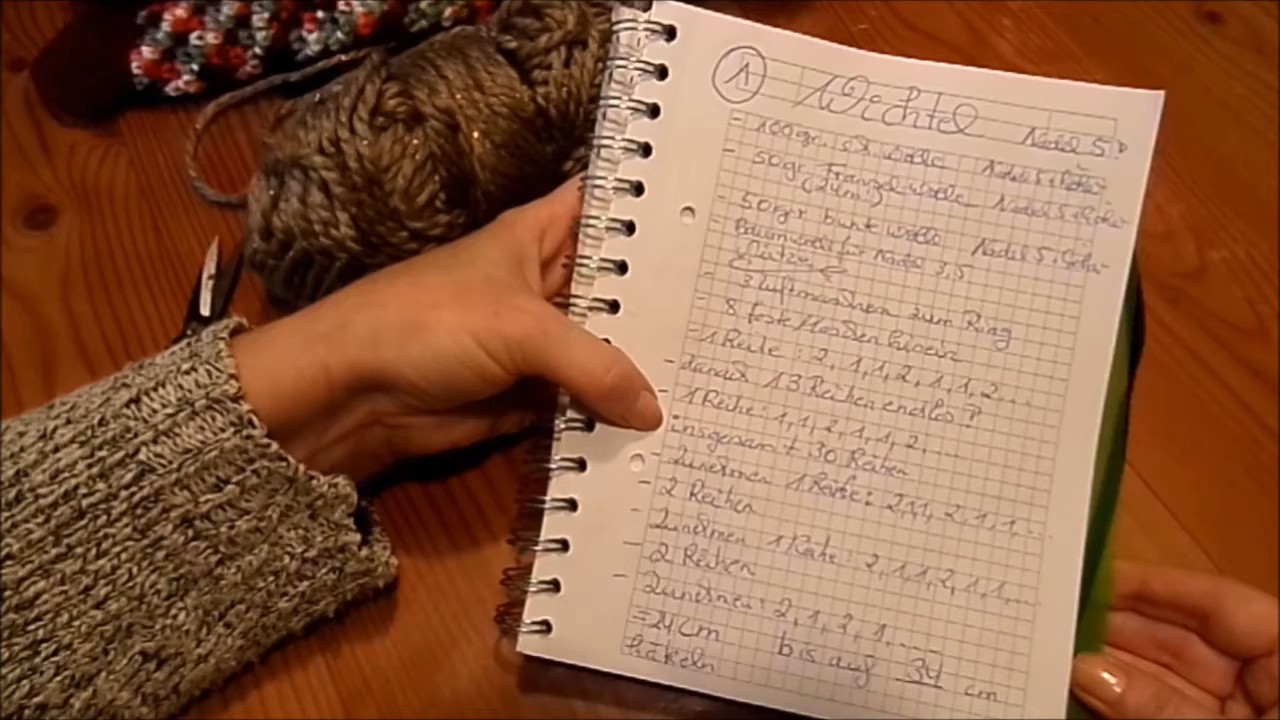 1 Wichtel Nadel 5!
- 100gr. Wolle Nadel 5 +
- 50gr. Franzelwolle Nadel 5 +
- 50gr bunt Wolle Nadel 5 +
- Baumwolle für Nadel 3,5
Mütze
- 3 Luftmaschen zum Ring
- 8 feste Maschen hinein
- 1 Reihe : 2, 1, 1, 2, 1, 1, 2 ...
- danach 13 Reihen endlos
- 1 Reihe: 1, 1, 2, 1, 1, 2, ...
insgesamt 30 Reihen
- Zunehmen 1 Reihe: 2, 1, 1, 2, 1, 1, ...
- 2 Reihen
- Zunehmen 1 Reihe: 2, 1, 1, 2, 1, 1, ...
2 Reihen
- Zunehmen: 2, 1, 2, 1, ....
= 24 cm bis auf 34 cm
häkeln